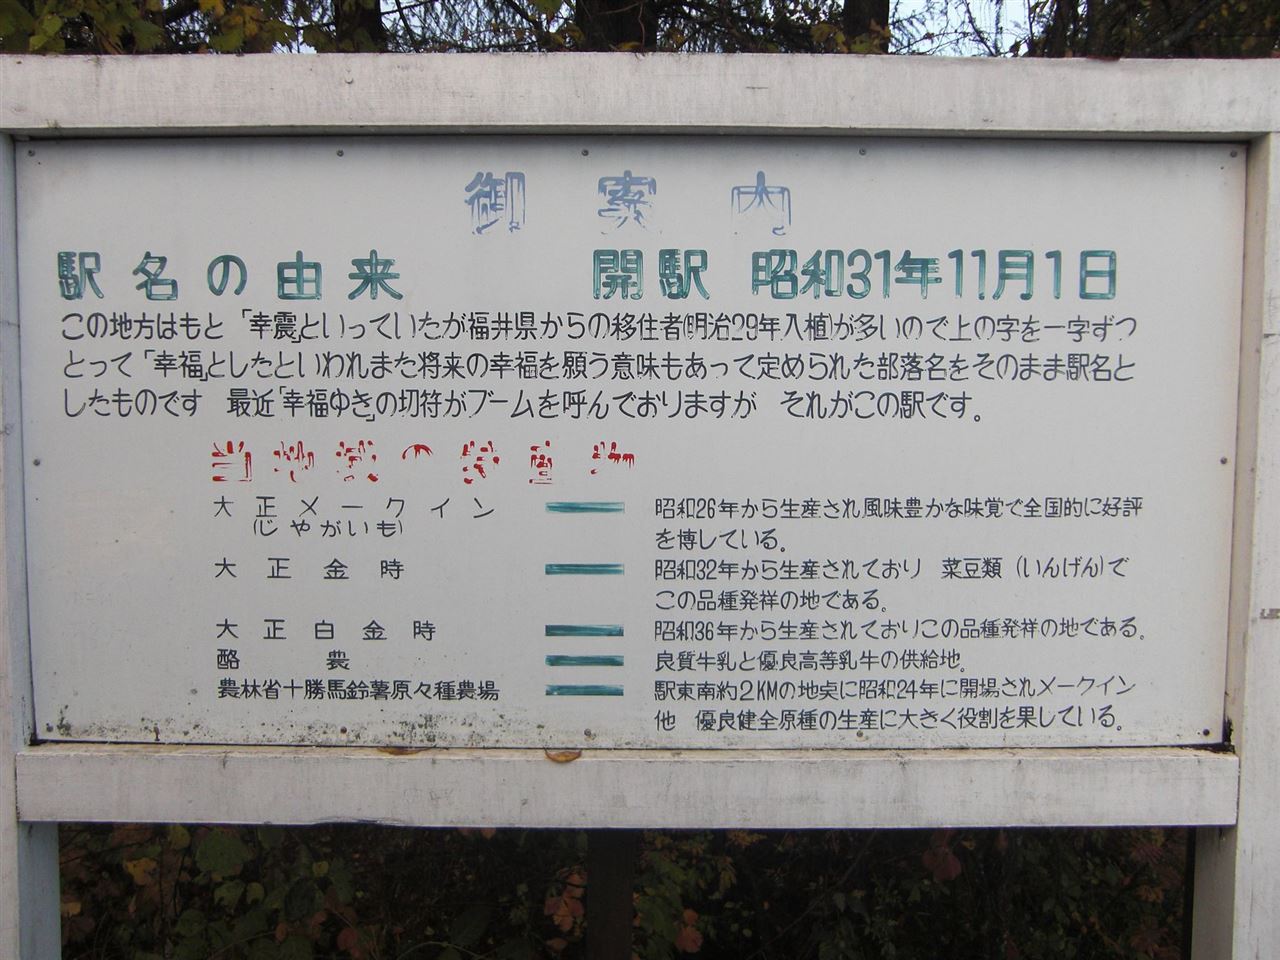 御案内
駅名の由来　開駅 昭和31年11月1日
この地方はもと「幸震」といっていたが福井県からの移住者(明治29年入植)が多いので上の字を一字ずつ
とって「幸福」としたといわれまた将来の幸福を願う意味もあって定められた部落名をそのまま駅名と
したものです　最近「幸福ゆき」の切符がブームを呼んでおりますが　それがこの駅です。
当地域の
大正メークイン ━ 昭和26年から生産され風味豊かな味覚で全国的に好評
(じゃがいも)
を博している。
大正金時 ━ 昭和32年から生産されており　菜豆類(いんげん)で
この品種発祥の地である。
大正白金時 ━ 昭和36年から生産されておりこの品種発祥の地である。
酪農 ━ 良質牛乳と優良高等乳牛の供給地。
農林省十勝馬鈴薯原々種農場 ━ 駅東南約2KMの地点に昭和24年に開場されメークイン
他　優良健全原種の生産に大きく役割を果している。